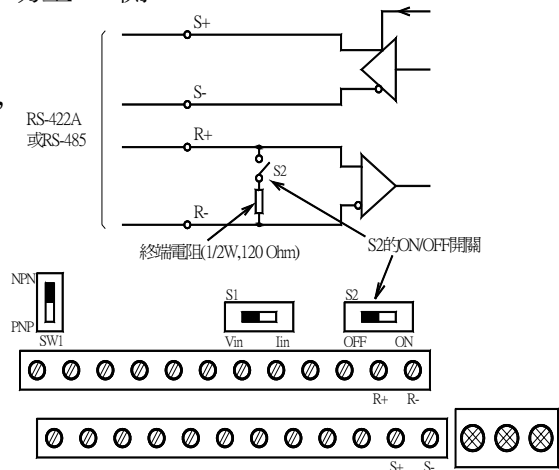 S+
S-
RS-422A
或RS-485
R+
S2
R-
終端電阻(1/2W,120 Ohm)
S2的ON/OFF開關
NPN
PNP
SW1
S1
Vin Iin
S2
OFF ON
R+ R-
S+ S-